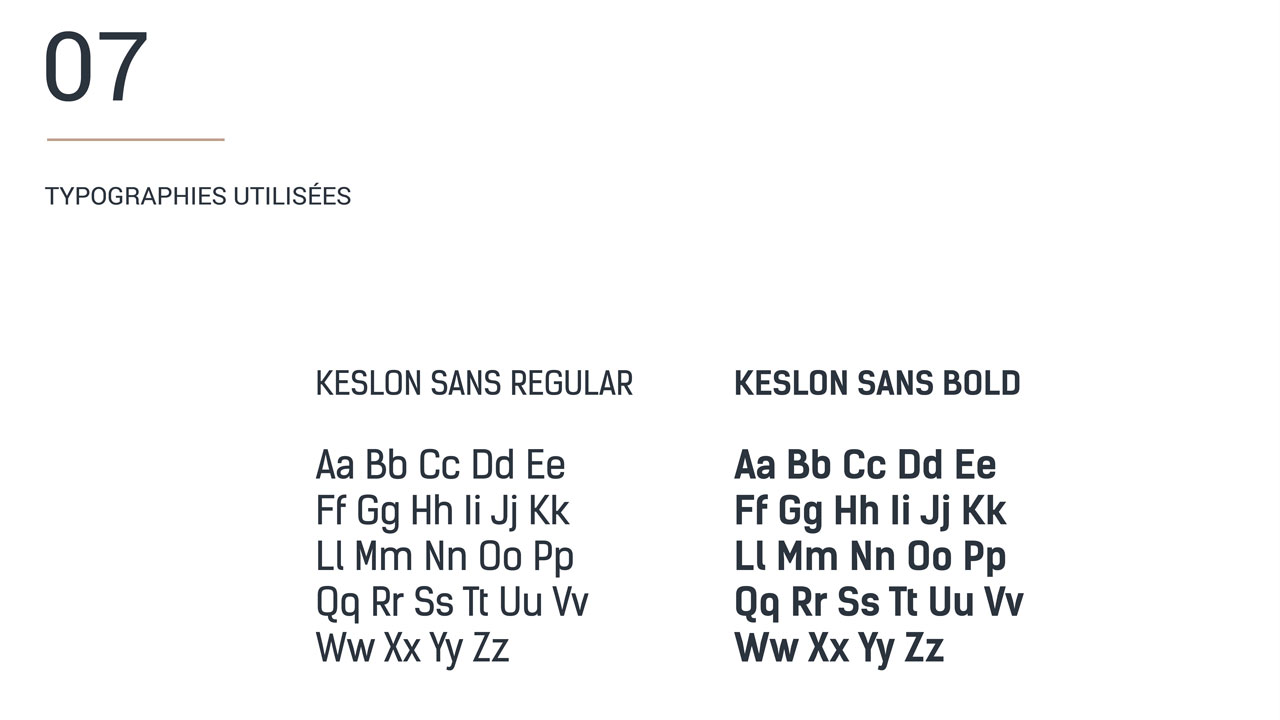 07
TYPOGRAPHIES UTILISÉES
KESLON SANS REGULAR
Aa Bb Cc Dd Ee
Ff Gg Hh Ii Jj Kk
Ll Mm Nn Oo Pp
Qq Rr Ss Tt Uu Vv
Ww Xx Yy Zz
KESLON SANS BOLD
Aa Bb Cc Dd Ee
Ff Gg Hh Ii Jj Kk
Ll Mm Nn Oo Pp
Qq Rr Ss Tt Uu Vv
Ww Xx Yy Zz